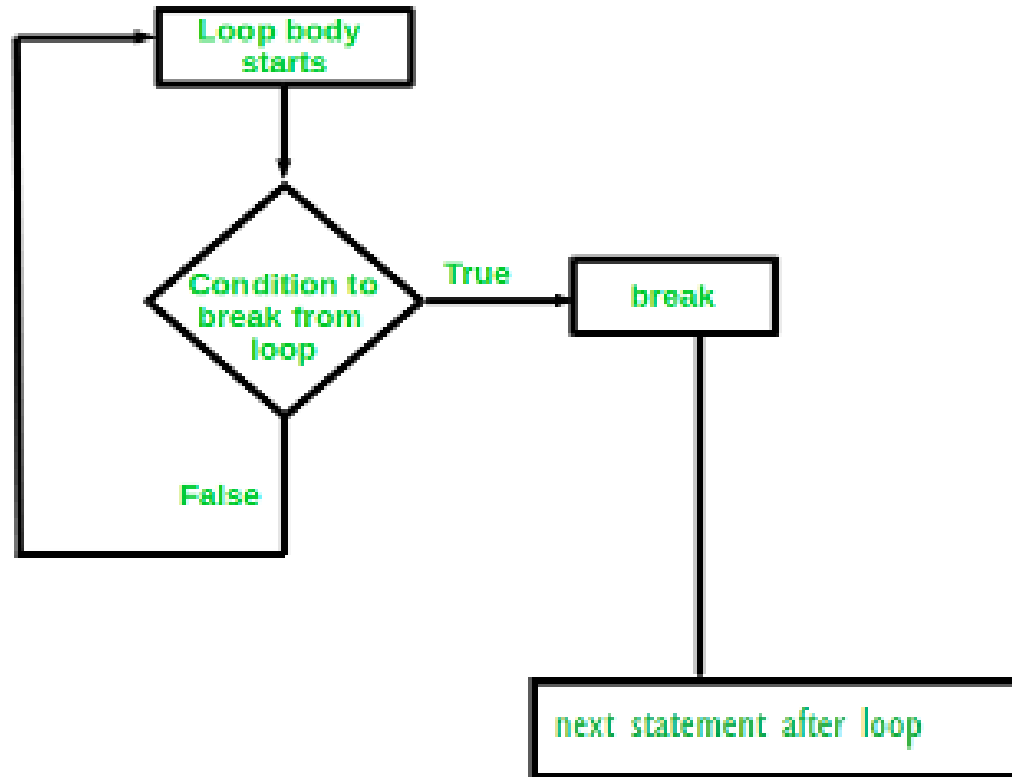 Loop body
starts
Condition to
break from
loop
True
break
False
next statement after loop